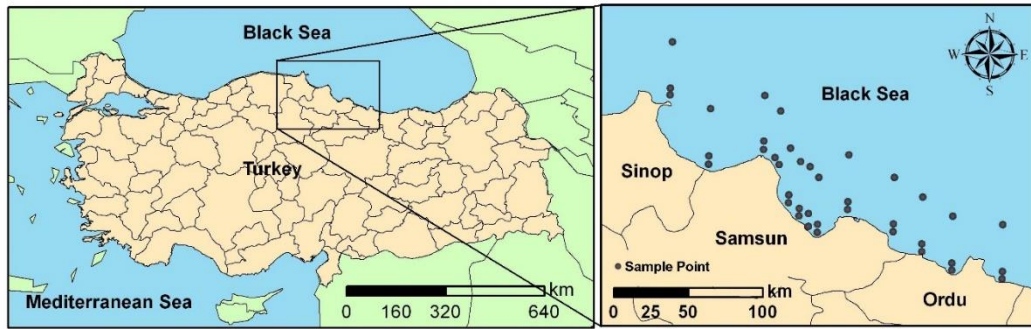 Black Sea
Turkey
Mediterranean Sea
km
0 160 320 640
N
W E
S
Black Sea
Sinop
Samsun
Sample Point
km
0 25 50 100
Ordu